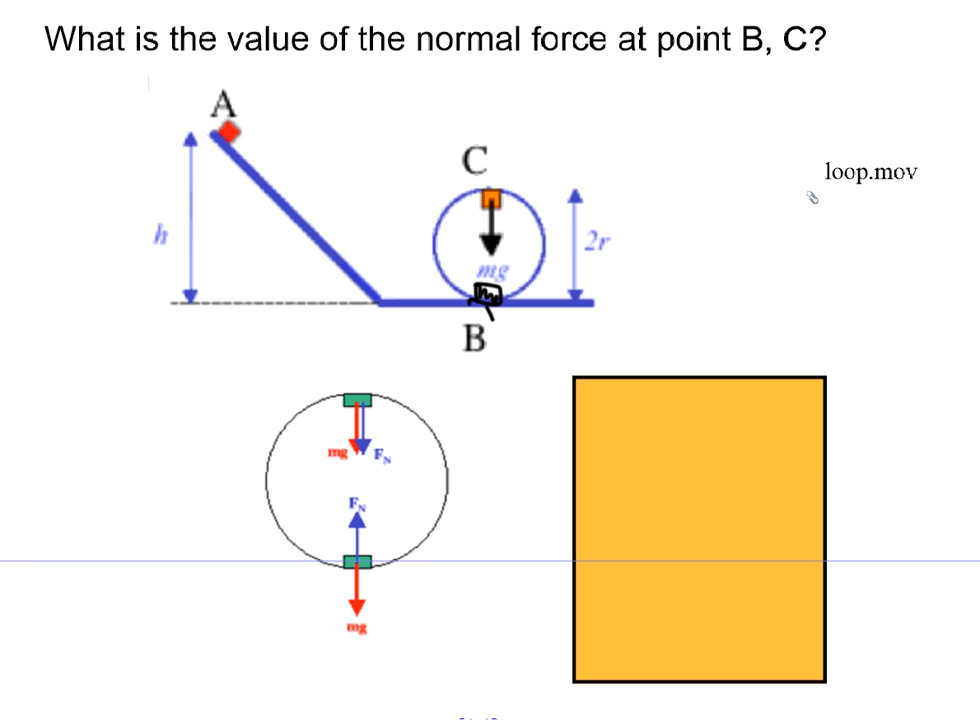 What is the value of the normal force at point B, C?
A
C
loop.mov
h
2r
mg
B
mg
FN
FN
mg